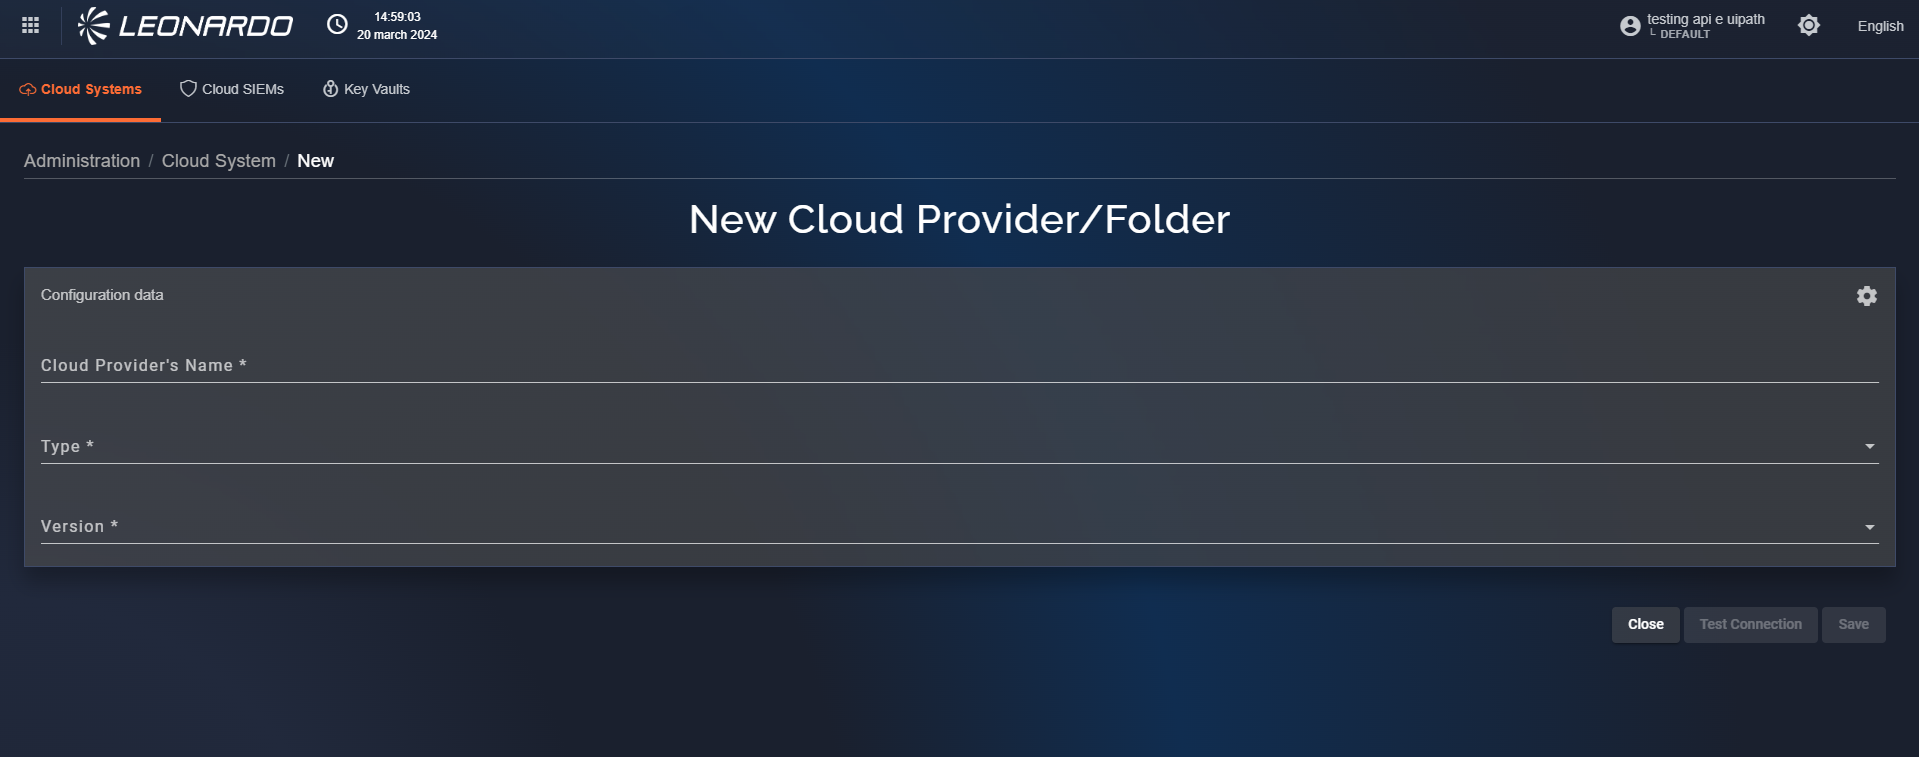 LEONARDO
14:59:03
20 march 2024
testing api e uipath
└ DEFAULT
English
Cloud Systems
Cloud SIEMs
Key Vaults
Administration / Cloud System / New
New Cloud Provider/Folder
Configuration data
Cloud Provider's Name *
Type *
Version *
Close
Test Connection
Save